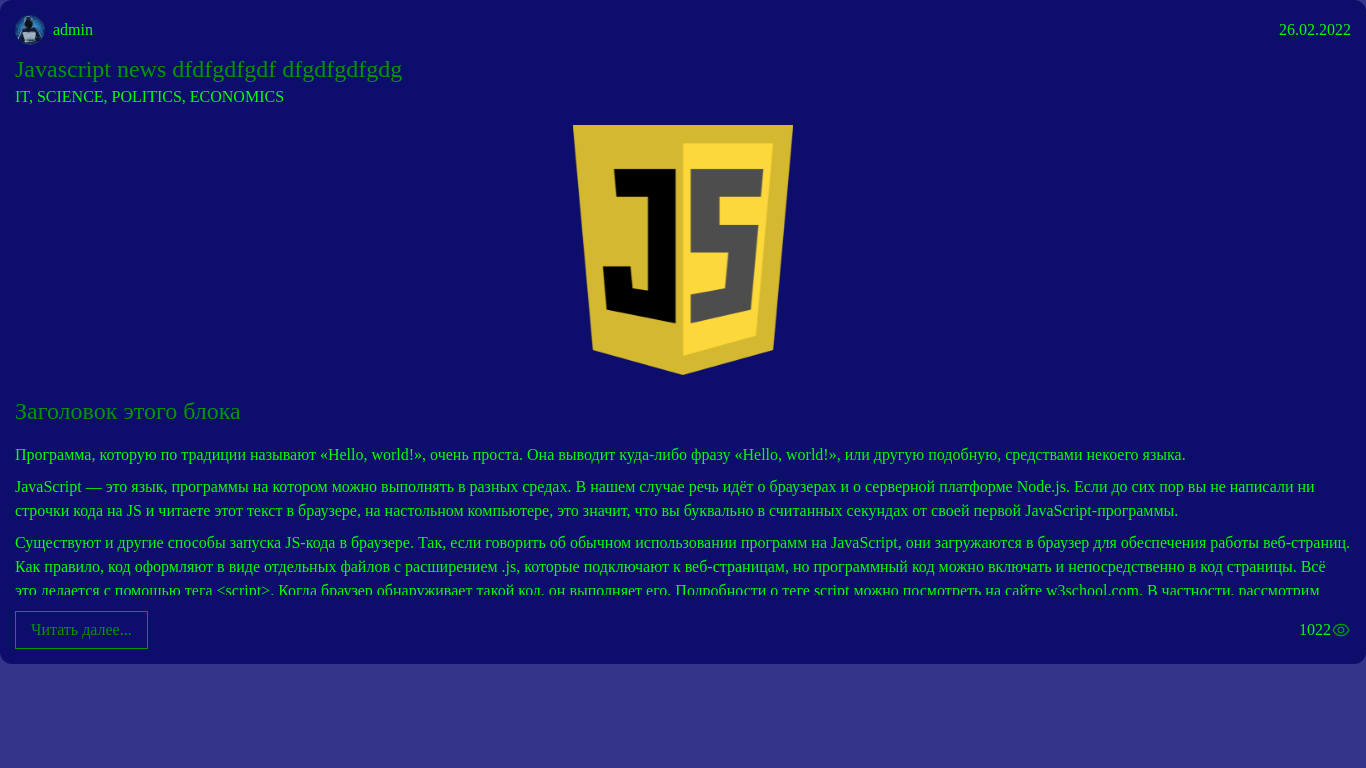 admin
26.02.2022
Javascript news dfdfgdfgdf dfgdfgdfgdg
IT, SCIENCE, POLITICS, ECONOMICS
JS
Заголовок этого блока
Программа, которую по традиции называют «Hello, world!», очень проста. Она выводит куда-либо фразу «Hello, world!», или другую подобную, средствами некоего языка.
JavaScript — это язык, программы на котором можно выполнять в разных средах. В нашем случае речь идёт о браузерах и о серверной платформе Node.js. Если до сих пор вы не написали ни
строчки кода на JS и читаете этот текст в браузере, на настольном компьютере, это значит, что вы буквально в считанных секундах от своей первой JavaScript-программы.
Существуют и другие способы запуска JS-кода в браузере. Так, если говорить об обычном использовании программ на JavaScript, они загружаются в браузер для обеспечения работы веб-страниц.
Как правило, код оформляют в виде отдельных файлов с расширением .js, которые подключают к веб-страницам, но программный код можно включать и непосредственно в код страницы. Всё
это делается с помощью тега <script>. Когда браузер обнаруживает такой код, он выполняет его. Подробности о теге script можно посмотреть на сайте w3school.com. В частности, рассмотрим
Читать далее...
1022